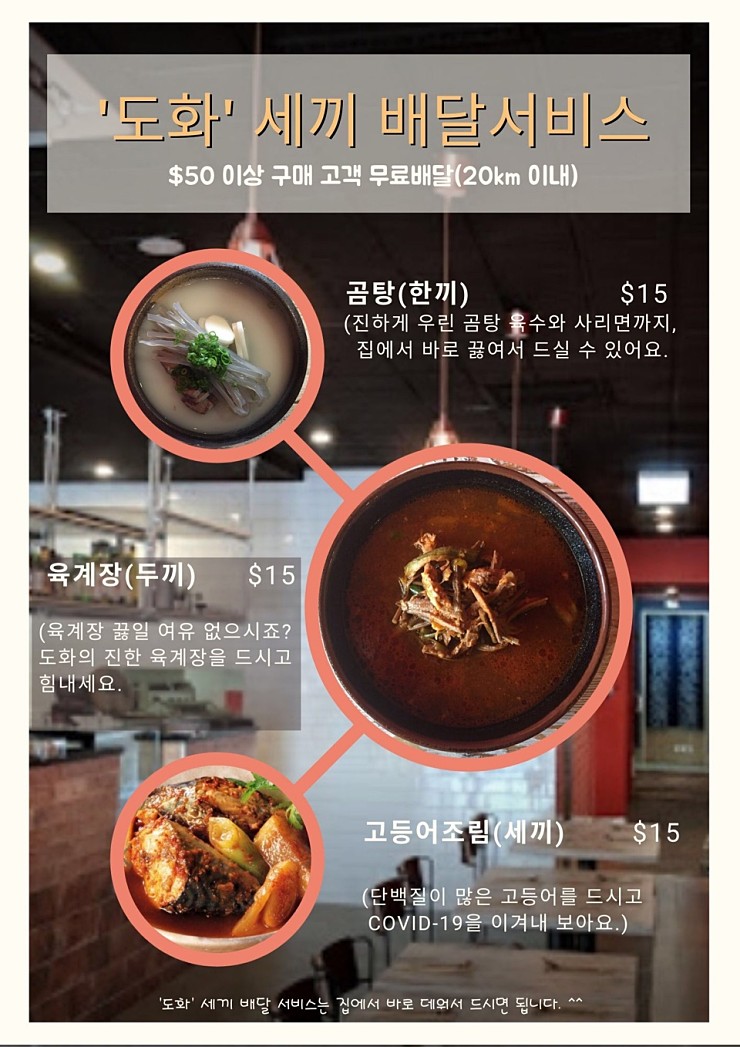 '도화' 세끼 배달서비스
$50 이상 구매 고객 무료배달(20km 이내)
곰탕(한끼) $15
(진하게 우린 곰탕 육수와 사리면까지,
집에서 바로 끓여서 드실 수 있어요.
육계장(두끼) $15
(육계장 끓일 여유 없으시죠?
도화의 진한 육계장을 드시고
힘내세요.
고등어조림(세끼) $15
(단백질이 많은 고등어를 드시고
COVID-19을 이겨내 보아요.)
'도화' 세끼 배달 서비스는 집에서 바로 데워서 드시면 됩니다. ^^